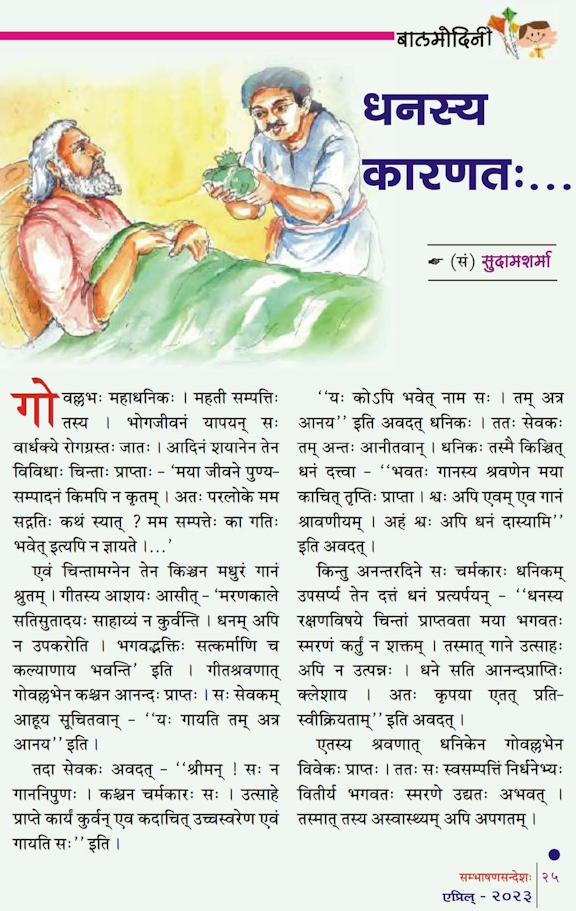 बालमोदिनी
धनस्य
कारणतः...
☛ (सं) सुदामशर्मा
गोवल्लभः महाधनिकः । महती सम्पत्तिः
तस्य । भोगजीवनं यापयन् सः
वार्धक्ये रोगग्रस्तः जातः । आदिनं शयानेन तेन
विविधाः चिन्ताः प्राप्ताः – ‘मया जीवने पुण्य-
सम्पादनं किमपि न कृतम् । अतः परलोके मम
सद्गतिः कथं स्यात् ? मम सम्पत्तेः का गतिः
भवेत् इत्यपि न ज्ञायते ।...’
एवं चिन्तामग्नेन तेन किञ्चन मधुरं गानं
श्रुतम् । गीतस्य आशयः आसीत् – ‘मरणकाले
सतिसुतादयः साहाय्यं न कुर्वन्ति । धनम् अपि
न उपकरोति । भगवद्भक्तिः सत्कर्माणि च
कल्याणाय भवन्ति’ इति । गीतश्रवणात्
गोवल्लभेन कश्चन आनन्दः प्राप्तः । सः सेवकम्
आहूय सूचितवान् – ‘‘यः गायति तम् अत्र
आनय’’ इति ।
तदा सेवकः अवदत् – ‘‘श्रीमन् ! सः न
गाननिपुणः । कश्चन चर्मकारः सः । उत्साहे
प्राप्ते कार्यं कुर्वन् एव कदाचित् उच्चस्वरेण एवं
गायति सः’’ इति ।
‘‘यः कोऽपि भवेत् नाम सः । तम् अत्र
आनय’’ इति अवदत् धनिकः । ततः सेवकः
तम् अन्तः आनीतवान् । धनिकः तस्मै किञ्चित्
धनं दत्त्वा – ‘‘भवतः गानस्य श्रवणेन मया
काचित् तृप्तिः प्राप्ता । श्वः अपि एवम् एव गानं
श्रावणीयम् । अहं श्वः अपि धनं दास्यामि’’
इति अवदत् ।
किन्तु अनन्तरदिने सः चर्मकारः धनिकम्
उपसर्प्य तेन दत्तं धनं प्रत्यर्पयन् – ‘‘धनस्य
रक्षणविषये चिन्तां प्राप्तवता मया भगवतः
स्मरणं कर्तुं न शक्तम् । तस्मात् गाने उत्साहः
अपि न उत्पन्नः । धने सति आनन्दप्राप्तिः
क्लेशाय । अतः कृपया एतत् प्रति-
स्वीक्रियताम्’’ इति अवदत् ।
एतस्य श्रवणात् धनिकेन गोवल्लभेन
विवेकः प्राप्तः । ततः सः स्वसम्पत्तिं निर्धनेभ्यः
वितीर्य भगवतः स्मरणे उद्यतः अभवत् ।
तस्मात् तस्य अस्वास्थ्यम् अपि अपगतम् ।
सम्भाषणसन्देशः २५
एप्रिल् - २०२३